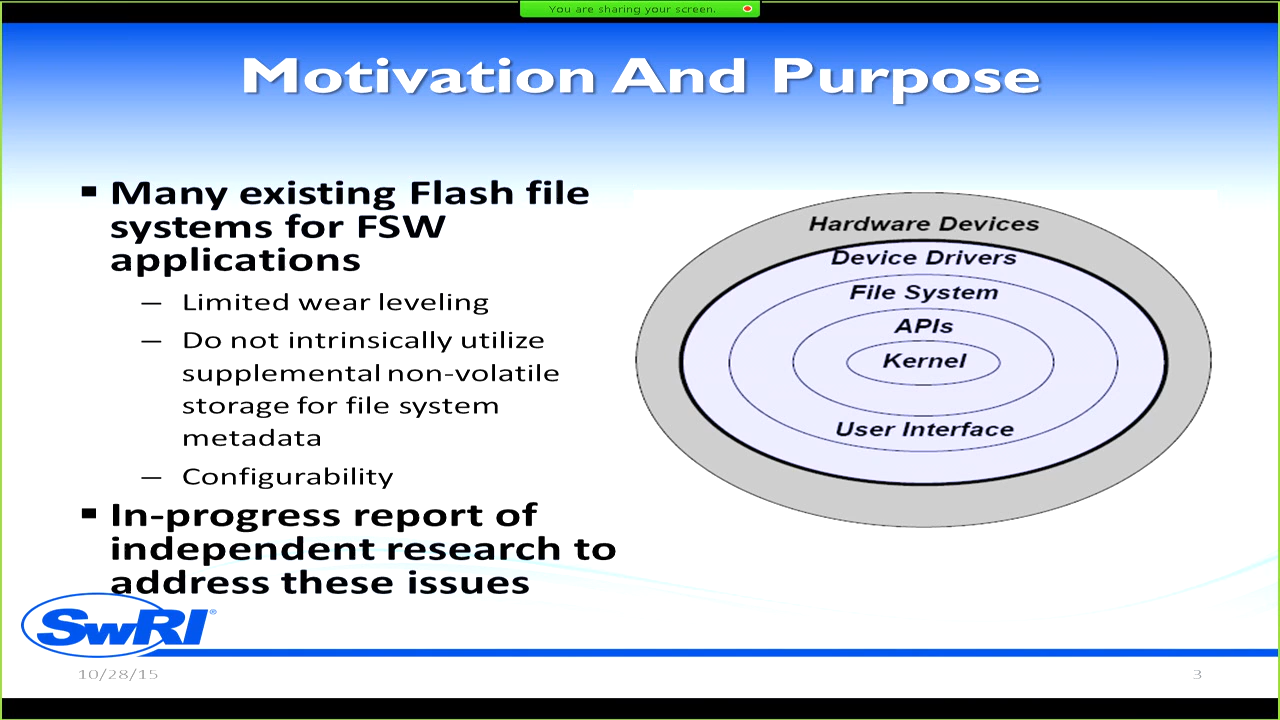 You are sharing your screen.
Motivation And Purpose
▪ Many existing Flash file
systems for FSW
applications
— Limited wear leveling
— Do not intrinsically utilize
supplemental non-volatile
storage for file system
metadata
— Configurability
▪ In-progress report of
independent research to
address these issues
Hardware Devices
Device Drivers
File System
APIs
Kernel
User Interface
SwRI®
10/28/15
3